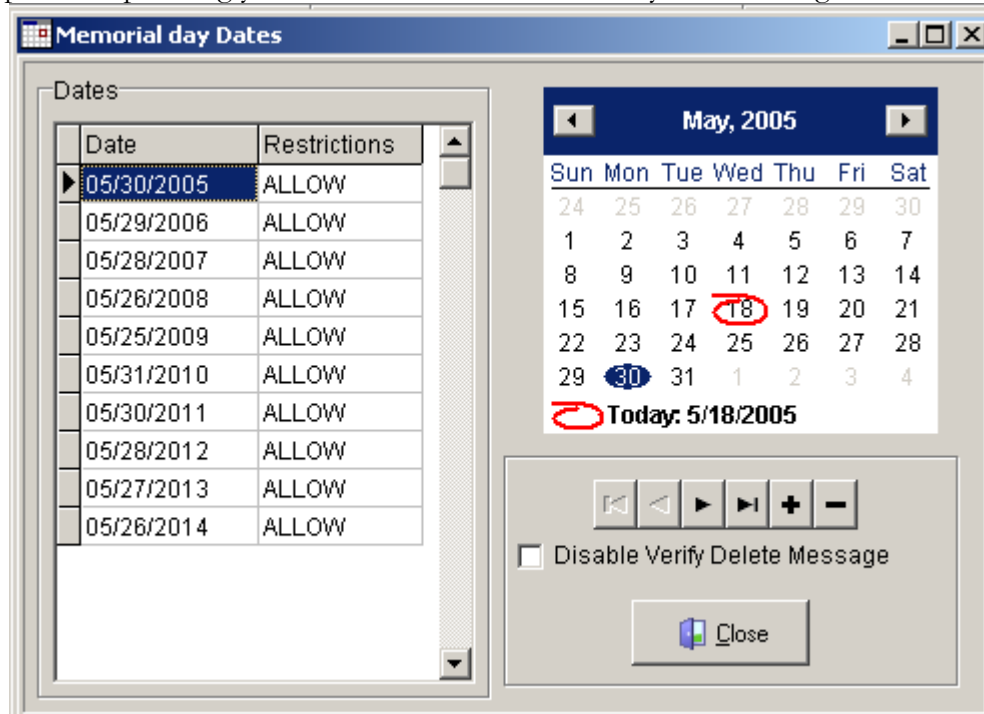 Memorial day Dates
Dates
Date Restrictions
05/30/2005 ALLOW
05/29/2006 ALLOW
05/28/2007 ALLOW
05/26/2008 ALLOW
05/25/2009 ALLOW
05/31/2010 ALLOW
05/30/2011 ALLOW
05/28/2012 ALLOW
05/27/2013 ALLOW
05/26/2014 ALLOW
May, 2005
Sun Mon Tue Wed Thu Fri Sat
24 25 26 27 28 29 30
1 2 3 4 5 6 7
8 9 10 11 12 13 14
15 16 17 18 19 20 21
22 23 24 25 26 27 28
29 30 31 1 2 3 4
Today: 5/18/2005
Disable Verify Delete Message
Close